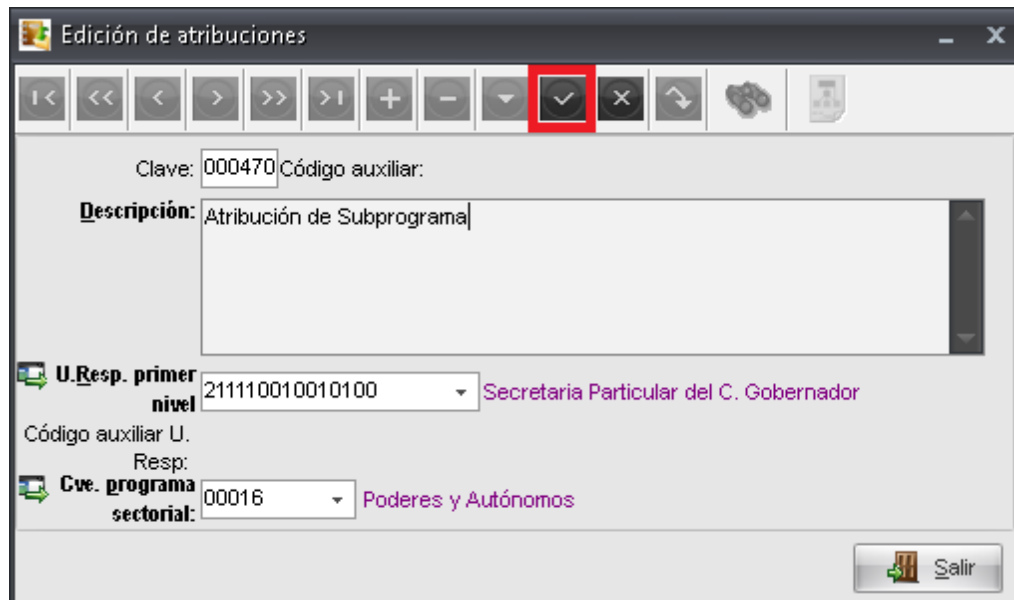 Edición de atribuciones
Clave: 000470 Código auxiliar:
Descripción: Atribución de Subprograma
U.Resp. primer nivel 211110010010100 Secretaria Particular del C. Gobernador
Código auxiliar U. Resp:
Cve. programa sectorial: 00016 Poderes y Autónomos
Salir